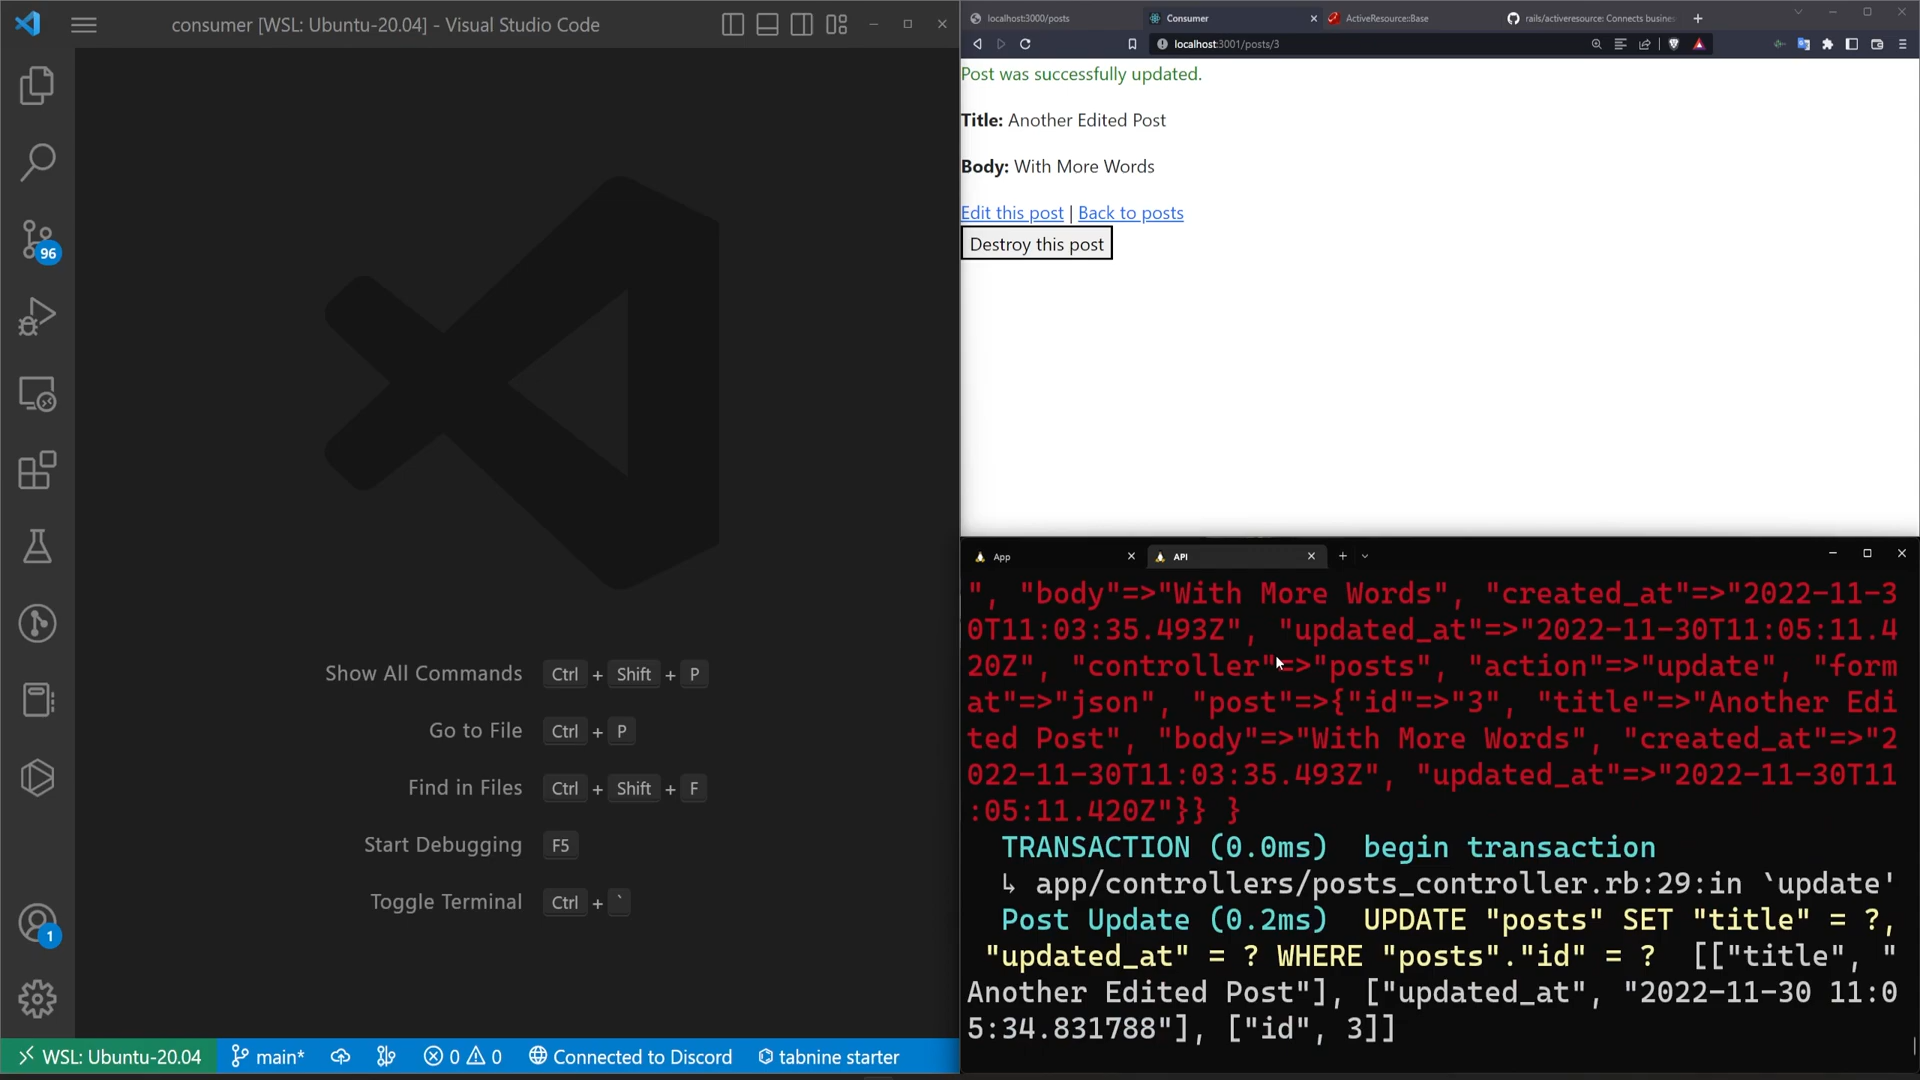 consumer [WSL: Ubuntu-20.04] - Visual Studio Code
96
Show All Commands Ctrl + Shift + P
Go to File Ctrl + P
Find in Files Ctrl + Shift + F
Start Debugging F5
Toggle Terminal Ctrl + `
1
WSL: Ubuntu-20.04 main* 0 0 Connected to Discord tabnine starter
localhost:3000/posts Consumer ActiveResource::Base rails/activeresource: Connects busines
localhost:3001/posts/3
Post was successfully updated.
Title: Another Edited Post
Body: With More Words
Edit this post | Back to posts
Destroy this post
App API
", "body"=>"With More Words", "created_at"=>"2022-11-3
0T11:03:35.493Z", "updated_at"=>"2022-11-30T11:05:11.4
20Z", "controller"=>"posts", "action"=>"update", "form
at"=>"json", "post"=>{"id"=>"3", "title"=>"Another Edi
ted Post", "body"=>"With More Words", "created_at"=>"2
022-11-30T11:03:35.493Z", "updated_at"=>"2022-11-30T11
:05:11.420Z"}} }
TRANSACTION (0.0ms) begin transaction
↳ app/controllers/posts_controller.rb:29:in `update'
Post Update (0.2ms) UPDATE "posts" SET "title" = ?,
"updated_at" = ? WHERE "posts"."id" = ? [["title", "
Another Edited Post"], ["updated_at", "2022-11-30 11:0
5:34.831788"], ["id", 3]]